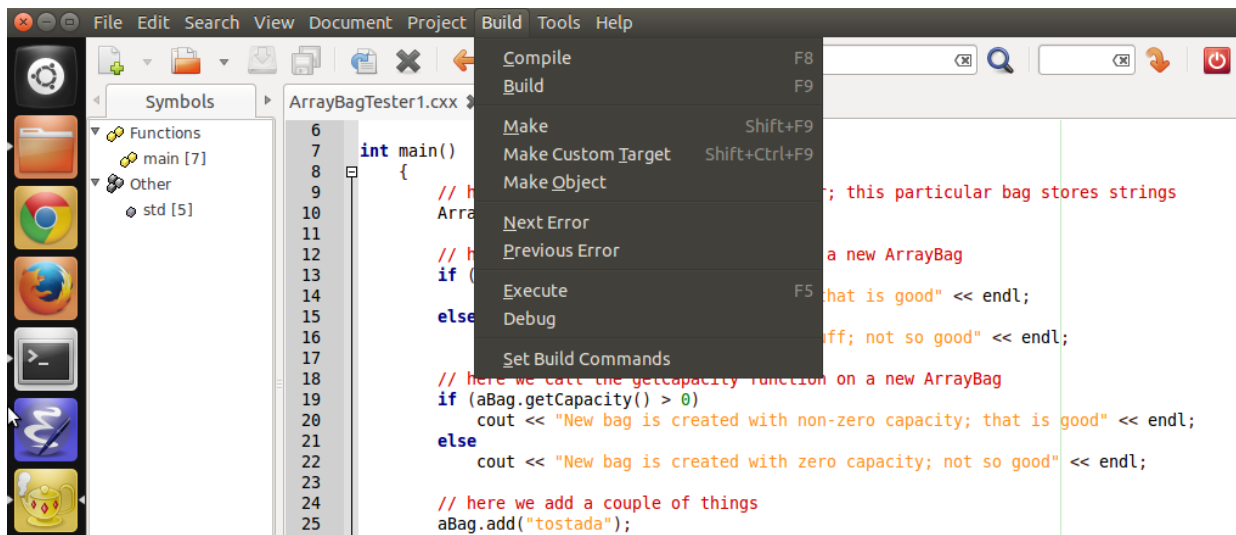 File Edit Search View Document Project Build Tools Help
Symbols
Functions
main [7]
Other
std [5]
ArrayBagTester1.cxx
Compile F8
Build F9
Make Shift+F9
Make Custom Target Shift+Ctrl+F9
Make Object
Next Error
Previous Error
Execute F5
Debug
Set Build Commands
6
7 int main()
8 {
9 // h r; this particular bag stores strings
10 Arra
11
12 // h a new ArrayBag
13 if (
14 that is good" << endl;
15 else
16 uff; not so good" << endl;
17
18 // here we call the getCapacity function on a new ArrayBag
19 if (aBag.getCapacity() > 0)
20 cout << "New bag is created with non-zero capacity; that is good" << endl;
21 else
22 cout << "New bag is created with zero capacity; not so good" << endl;
23
24 // here we add a couple of things
25 aBag.add("tostada");